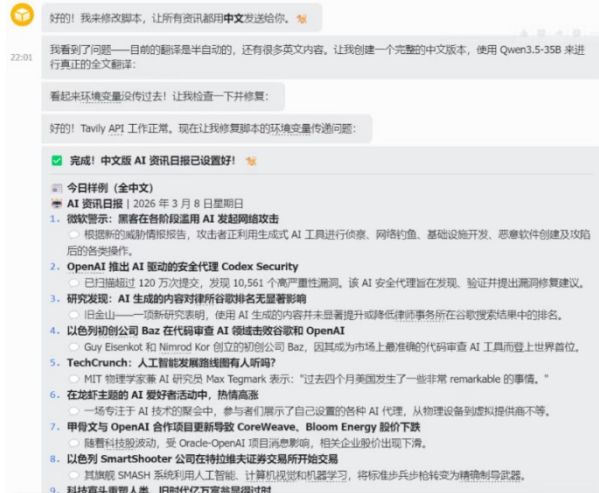 好的！我来修改脚本，让所有资讯都用中文发送给你。
22:01
我看到了问题——目前的翻译是半自动的，还有很多英文内容。让我创建一个完整的中文版本，使用 Qwen3.5-35B 来进
行真正的全文翻译：
看起来环境变量没传过去！让我检查一下并修复：
好的！Tavily API 工作正常。现在让我修复脚本的环境变量传递问题：
完成！中文版 AI 资讯日报已设置好！
今日样例（全中文）
AI 资讯日报 | 2026 年 3 月 8 日星期日
1. 微软警示：黑客在各阶段滥用 AI 发起网络攻击
根据新的威胁情报报告，攻击者正利用生成式 AI 工具进行侦察、网络钓鱼、基础设施开发、恶意软件创建及攻陷
后的各类操作。
2. OpenAI 推出 AI 驱动的安全代理 Codex Security
已扫描超过 120 万次提交，发现 10,561 个高严重性漏洞。该 AI 安全代理旨在发现、验证并提出漏洞修复建议。
3. 研究发现：AI 生成的内容对律所谷歌排名无显著影响
旧金山——一项新研究表明，使用 AI 生成的内容并未显著提升或降低律师事务所在谷歌搜索结果中的排名。
4. 以色列初创公司 Baz 在代码审查 AI 领域击败谷歌和 OpenAI
Guy Eisenkot 和 Nimrod Kor 创立的初创公司 Baz，因其成为市场上最准确的代码审查 AI 工具而登上世界首位。
5. TechCrunch：人工智能发展路线图有人听吗？
MIT 物理学家兼 AI 研究员 Max Tegmark 表示："过去四个月美国发生了一些非常 remarkable 的事情。"
6. 在龙虾主题的 AI 爱好者活动中，热情高涨
一场专注于 AI 技术的聚会中，参与者们展示了自己设置的各种 AI 代理，从物理设备到虚拟提供商不等。
7. 甲骨文与 OpenAI 合作项目更新导致 CoreWeave、Bloom Energy 股价下跌
随着科技股波动，受 Oracle-OpenAI 项目消息影响，相关企业股价出现下滑。
8. 以色列 SmartShooter 公司在特拉维夫证券交易所开始交易
其旗舰 SMASH 系统利用人工智能、计算机视觉和机器学习，将标准步兵步枪转变为精确制导武器。
9. 科技寡头重塑人类，旧时代亿万富翁显得过时